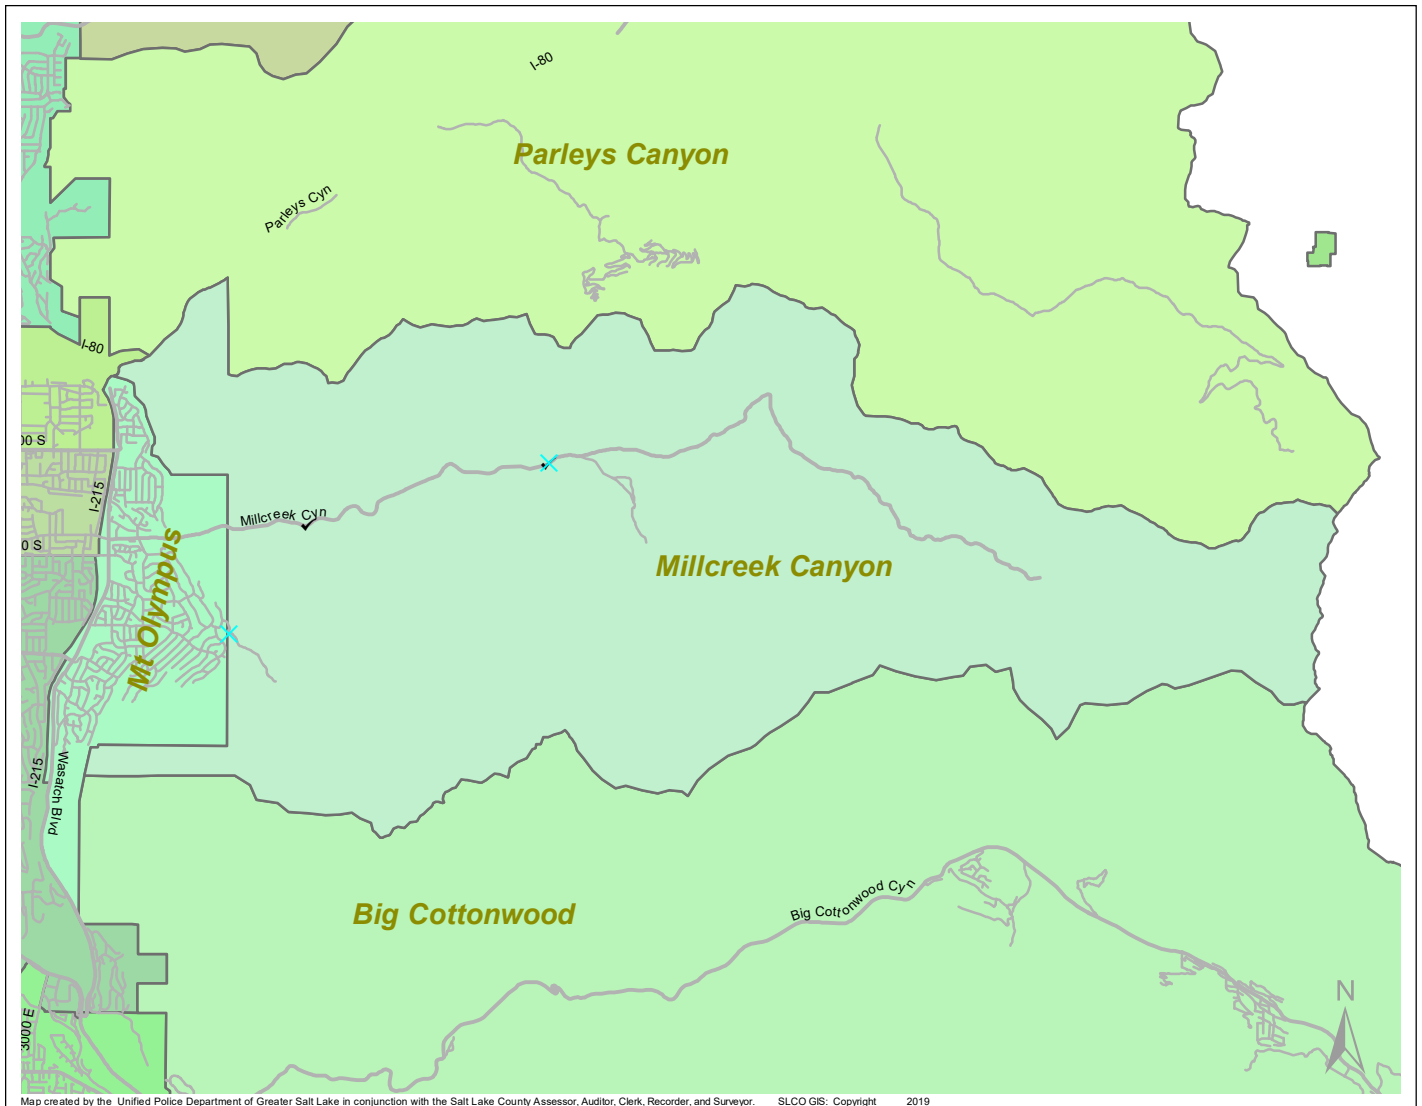 I-80
Parleys Canyon
Parleys Cyn
I-80
00 S
I-215
Millcreek Cyn
0 S
Millcreek Canyon
Mt Olympus
I-215
Wasatch Blvd
Big Cottonwood Cyn
Big Cottonwood
N
3000 E
Map created by the Unified Police Department of Greater Salt Lake in conjunction with the Salt Lake County Assessor, Auditor, Clerk, Recorder, and Surveyor. SLCO GIS: Copyright 2019